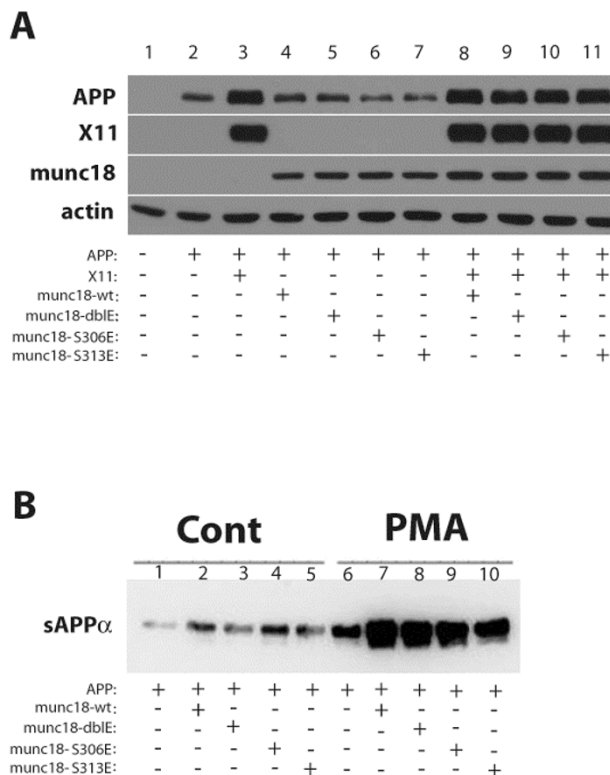 A
1 2 3 4 5 6 7 8 9 10 11
APP
X11
munc18
actin
APP: - + + + + + + + + + +
X11: - - + - - - - + + + +
munc18-wt: - - - + - - - + - - -
munc18-dblE: - - - - + - - - + - -
munc18-S306E: - - - - - + - - - + -
munc18-S313E: - - - - - - + - - - +
B
Cont PMA
1 2 3 4 5 6 7 8 9 10
sAPPα
APP: + + + + + + + + + +
munc18-wt: - + - - - - + - - -
munc18-dblE: - - + - - - - + - -
munc18-S306E: - - - + - - - - + -
munc18-S313E: - - - - + - - - - +